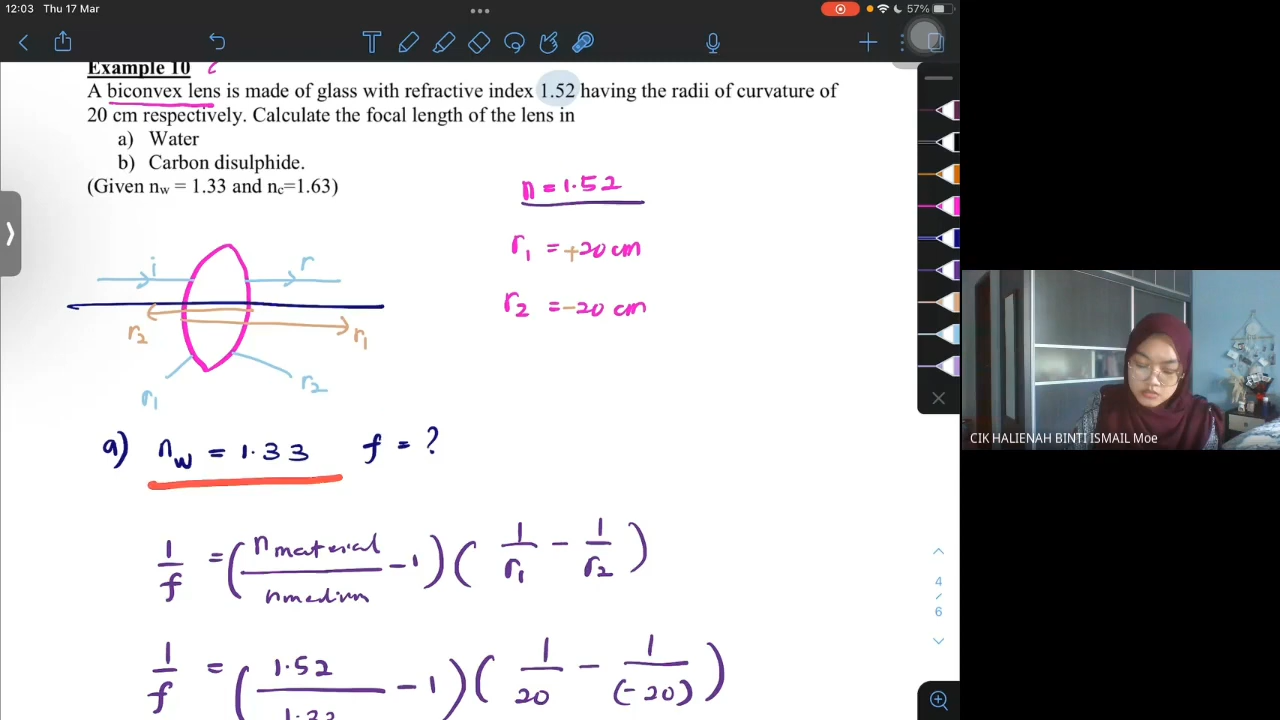 12:03 Thu 17 Mar
57%
Example 10
A biconvex lens is made of glass with refractive index 1.52 having the radii of curvature of
20 cm respectively. Calculate the focal length of the lens in
a) Water
b) Carbon disulphide.
(Given nw = 1.33 and nc=1.63)
n = 1.52
r1 = +20 cm
r2 = -20 cm
i r
r2 r1
r1 r2
a) nw = 1.33 f = ?
1/f = (n material/n medium - 1)(1/r1 - 1/r2)
1/f = (1.52/1.33 - 1)(1/20 - 1/(-20))
4
/
6
CIK HALIENAH BINTI ISMAIL Moe